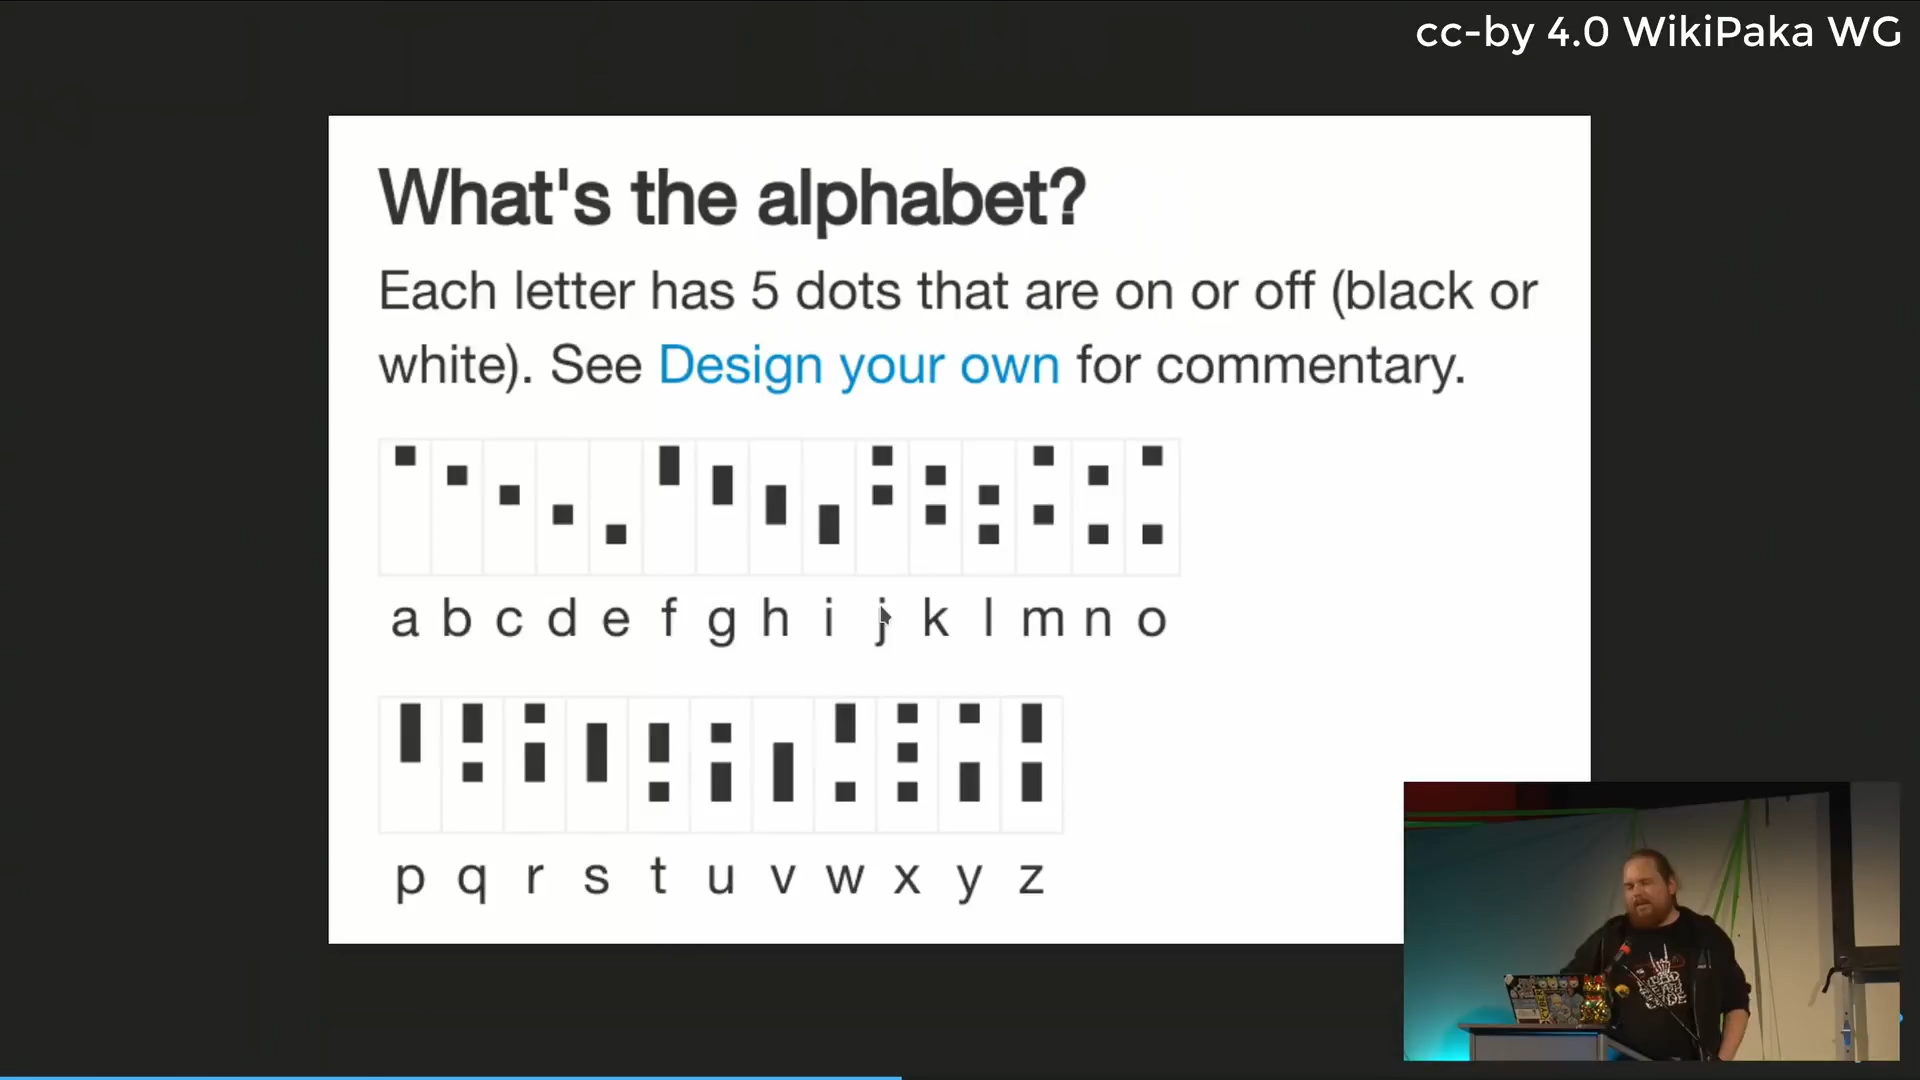 cc-by 4.0 WikiPaka WG
What's the alphabet?
Each letter has 5 dots that are on or off (black or
white). See Design your own for commentary.
a b c d e f g h i j k l m n o
p q r s t u v w x y z